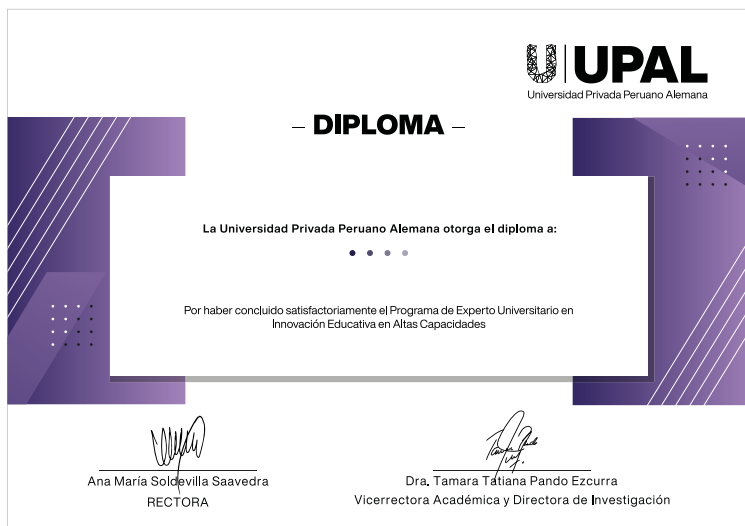 UPAL
Universidad Privada Peruano Alemana
– DIPLOMA –
La Universidad Privada Peruano Alemana otorga el diploma a:
Por haber concluido satisfactoriamente el Programa de Experto Universitario en
Innovación Educativa en Altas Capacidades
Ana María Soldevilla Saavedra
RECTORA
Dra. Tamara Tatiana Pando Ezcurra
Vicerrectora Académica y Directora de Investigación